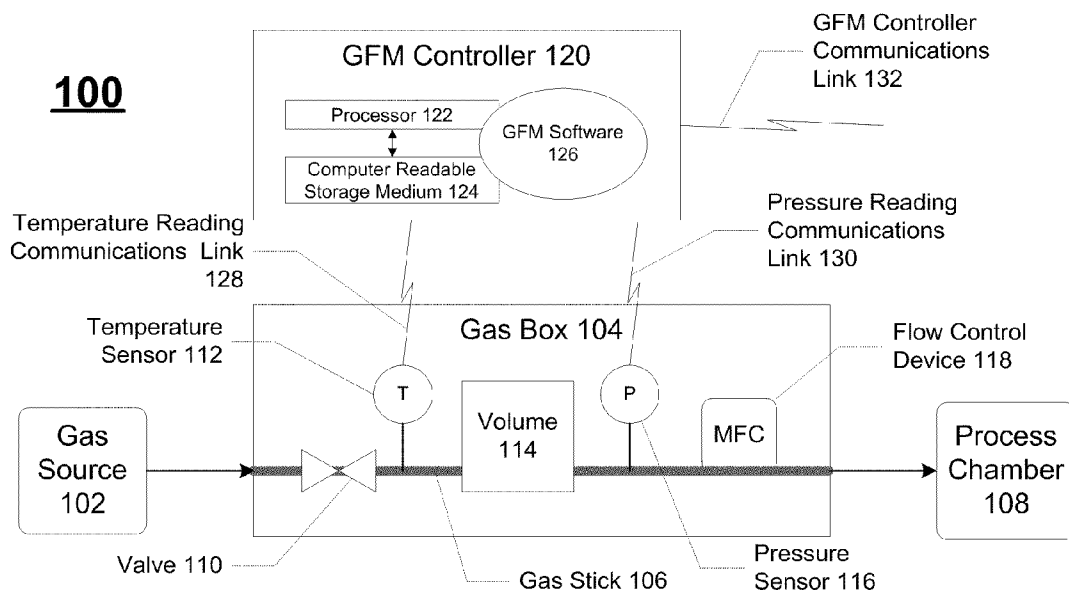 100
GFM Controller 120
Processor 122
Computer Readable
Storage Medium 124
GFM Software
126
GFM Controller
Communications
Link 132
Temperature Reading
Communications Link
128
Pressure Reading
Communications
Link 130
Gas Box 104
Temperature
Sensor 112
Flow Control
Device 118
T
Volume
114
P
MFC
Gas
Source
102
Process
Chamber
108
Valve 110
Gas Stick 106
Pressure
Sensor 116